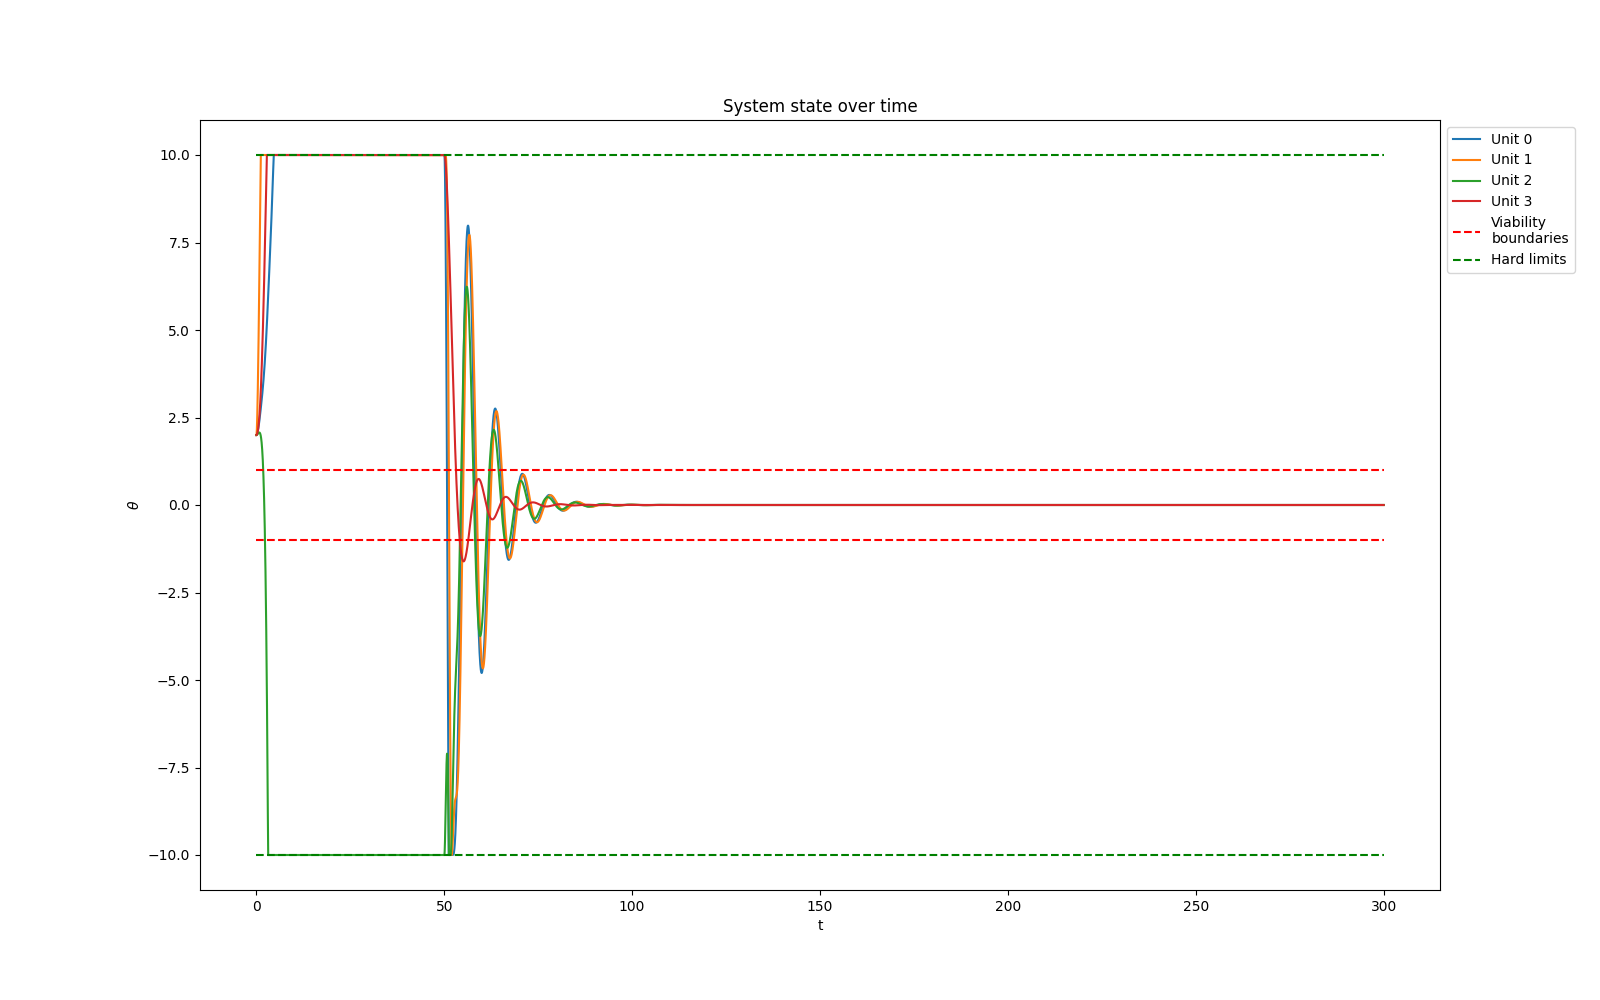 System state over time
10.0
7.5
5.0
2.5
0.0
−2.5
−5.0
−7.5
−10.0
θ
0
50
100
150
200
250
300
t
Unit 0
Unit 1
Unit 2
Unit 3
Viability
boundaries
Hard limits